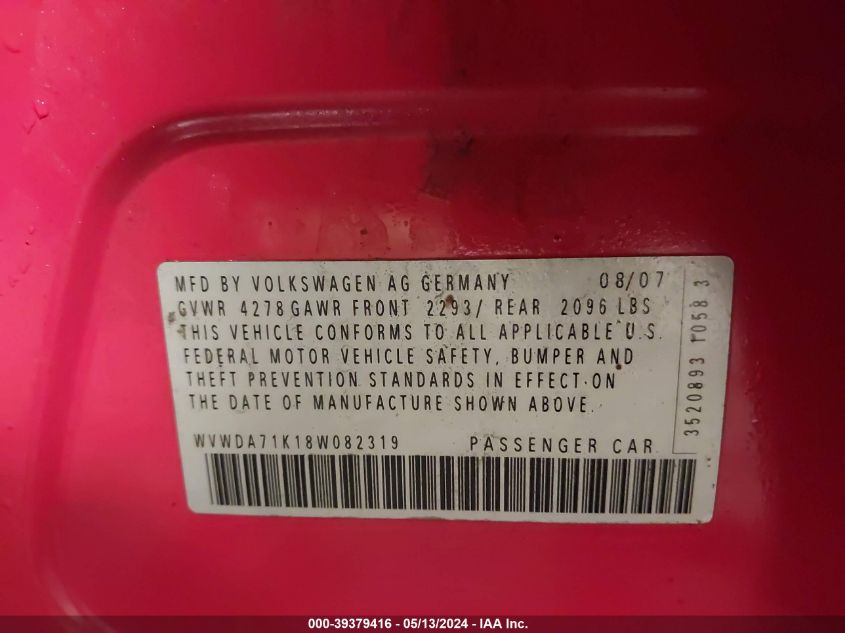 MFD BY VOLKSWAGEN AG GERMANY 08/07
GVWR 4278 GAWR FRONT 2293/ REAR 2096 LBS
THIS VEHICLE CONFORMS TO ALL APPLICABLE U.S.
FEDERAL MOTOR VEHICLE SAFETY, BUMPER AND
THEFT PREVENTION STANDARDS IN EFFECT ON
THE DATE OF MANUFACTURE SHOWN ABOVE.
WVWDA71K18W082319 PASSENGER CAR
3520893 T058 3
000-39379416 - 05/13/2024 - IAA Inc.